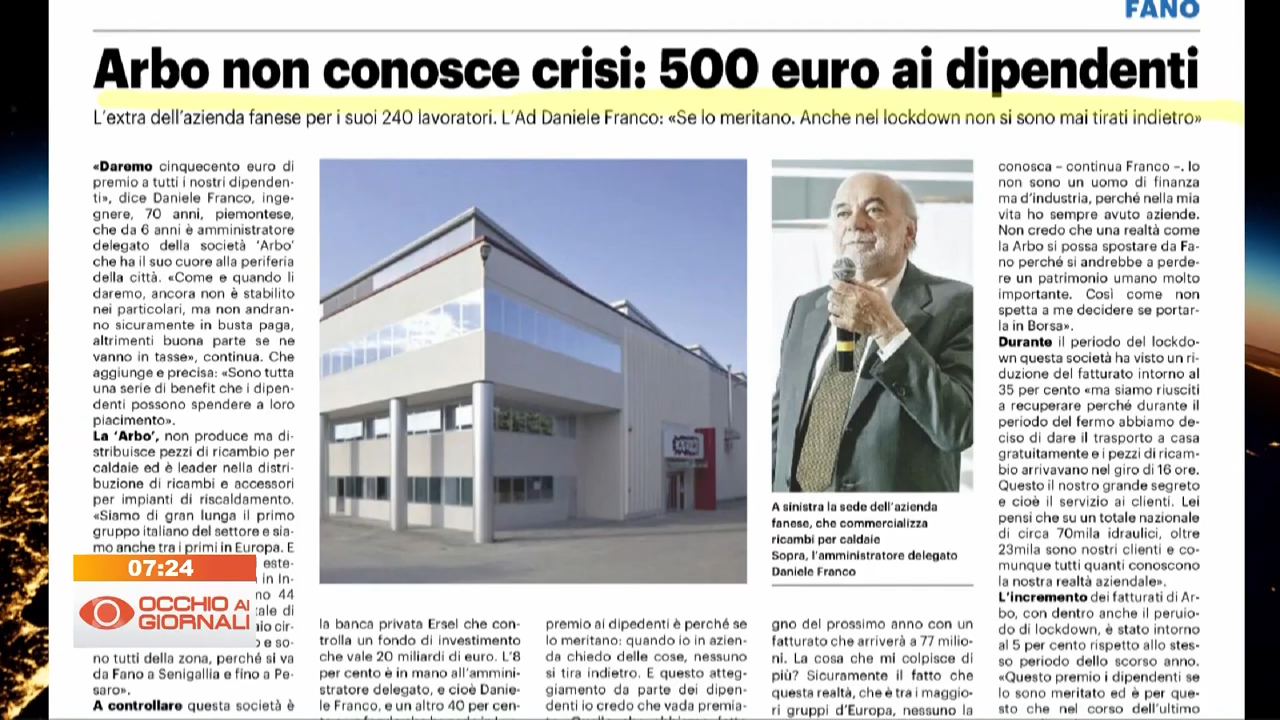 FANO
Arbo non conosce crisi: 500 euro ai dipendenti
L'extra dell'azienda fanese per i suoi 240 lavoratori. L'Ad Daniele Franco: «Se lo meritano. Anche nel lockdown non si sono mai tirati indietro»
«Daremo cinquecento euro di
premio a tutti i nostri dipenden-
ti», dice Daniele Franco, inge-
gnere, 70 anni, piemontese,
che da 6 anni è amministratore
delegato della società 'Arbo'
che ha il suo cuore alla periferia
della città. «Come e quando li
daremo, ancora non è stabilito
nei particolari, ma non andran-
no sicuramente in busta paga,
altrimenti buona parte se ne
vanno in tasse», continua. Che
aggiunge e precisa: «Sono tutta
una serie di benefit che i dipen-
denti possono spendere a loro
piacimento».
La 'Arbo', non produce ma di-
stribuisce pezzi di ricambio per
caldaie ed è leader nella distri-
buzione di ricambi e accessori
per impianti di riscaldamento.
«Siamo di gran lunga il primo
gruppo italiano del settore e sia-
mo anche tra i primi in Europa. E
este-
in In-
no 44
tale di
aio cir-
o e so-
no tutti della zona, perché si va
da Fano a Senigallia e fino a Pe-
saro».
A controllare questa società è
07:24
OCCHIO AI
GIORNALI
la banca privata Ersel che con-
trolla un fondo di investimento
che vale 20 miliardi di euro. L'8
per cento è in mano all'ammini-
stratore delegato, e cioè Danie-
le Franco, e un altro 40 per cen-
premio ai dipedenti è perché se
lo meritano: quando io in azien-
da chiedo delle cose, nessuno
si tira indietro. E questo atteg-
giamento da parte dei dipen-
denti io credo che vada premia-
ARBO
A sinistra la sede dell'azienda
fanese, che commercializza
ricambi per caldaie
Sopra, l'amministratore delegato
Daniele Franco
gno del prossimo anno con un
fatturato che arriverà a 77 milio-
ni. La cosa che mi colpisce di
più? Sicuramente il fatto che
questa realtà, che è tra i maggio-
ri gruppi d'Europa, nessuno la
conosca – continua Franco –. Io
non sono un uomo di finanza
ma d'industria, perché nella mia
vita ho sempre avuto aziende.
Non credo che una realtà come
la Arbo si possa spostare da Fa-
no perché si andrebbe a perde-
re un patrimonio umano molto
importante. Così come non
spetta a me decidere se portar-
la in Borsa».
Durante il periodo del lockdo-
wn questa società ha visto un ri-
duzione del fatturato intorno al
35 per cento «ma siamo riusciti
a recuperare perché durante il
periodo del fermo abbiamo de-
ciso di dare il trasporto a casa
gratuitamente e i pezzi di ricam-
bio arrivavano nel giro di 16 ore.
Questo il nostro grande segreto
e cioè il servizio ai clienti. Lei
pensi che su un totale nazionale
di circa 70mila idraulici, oltre
23mila sono nostri clienti e co-
munque tutti quanti conoscono
la nostra realtà aziendale».
L'incremento dei fatturati di Ar-
bo, con dentro anche il peruio-
do di lockdown, è stato intorno
al 5 per cento rispetto allo stes-
so periodo dello scorso anno.
«Questo premio i dipendenti se
lo sono meritato ed è per que-
sto che nel corso dell'ultimo